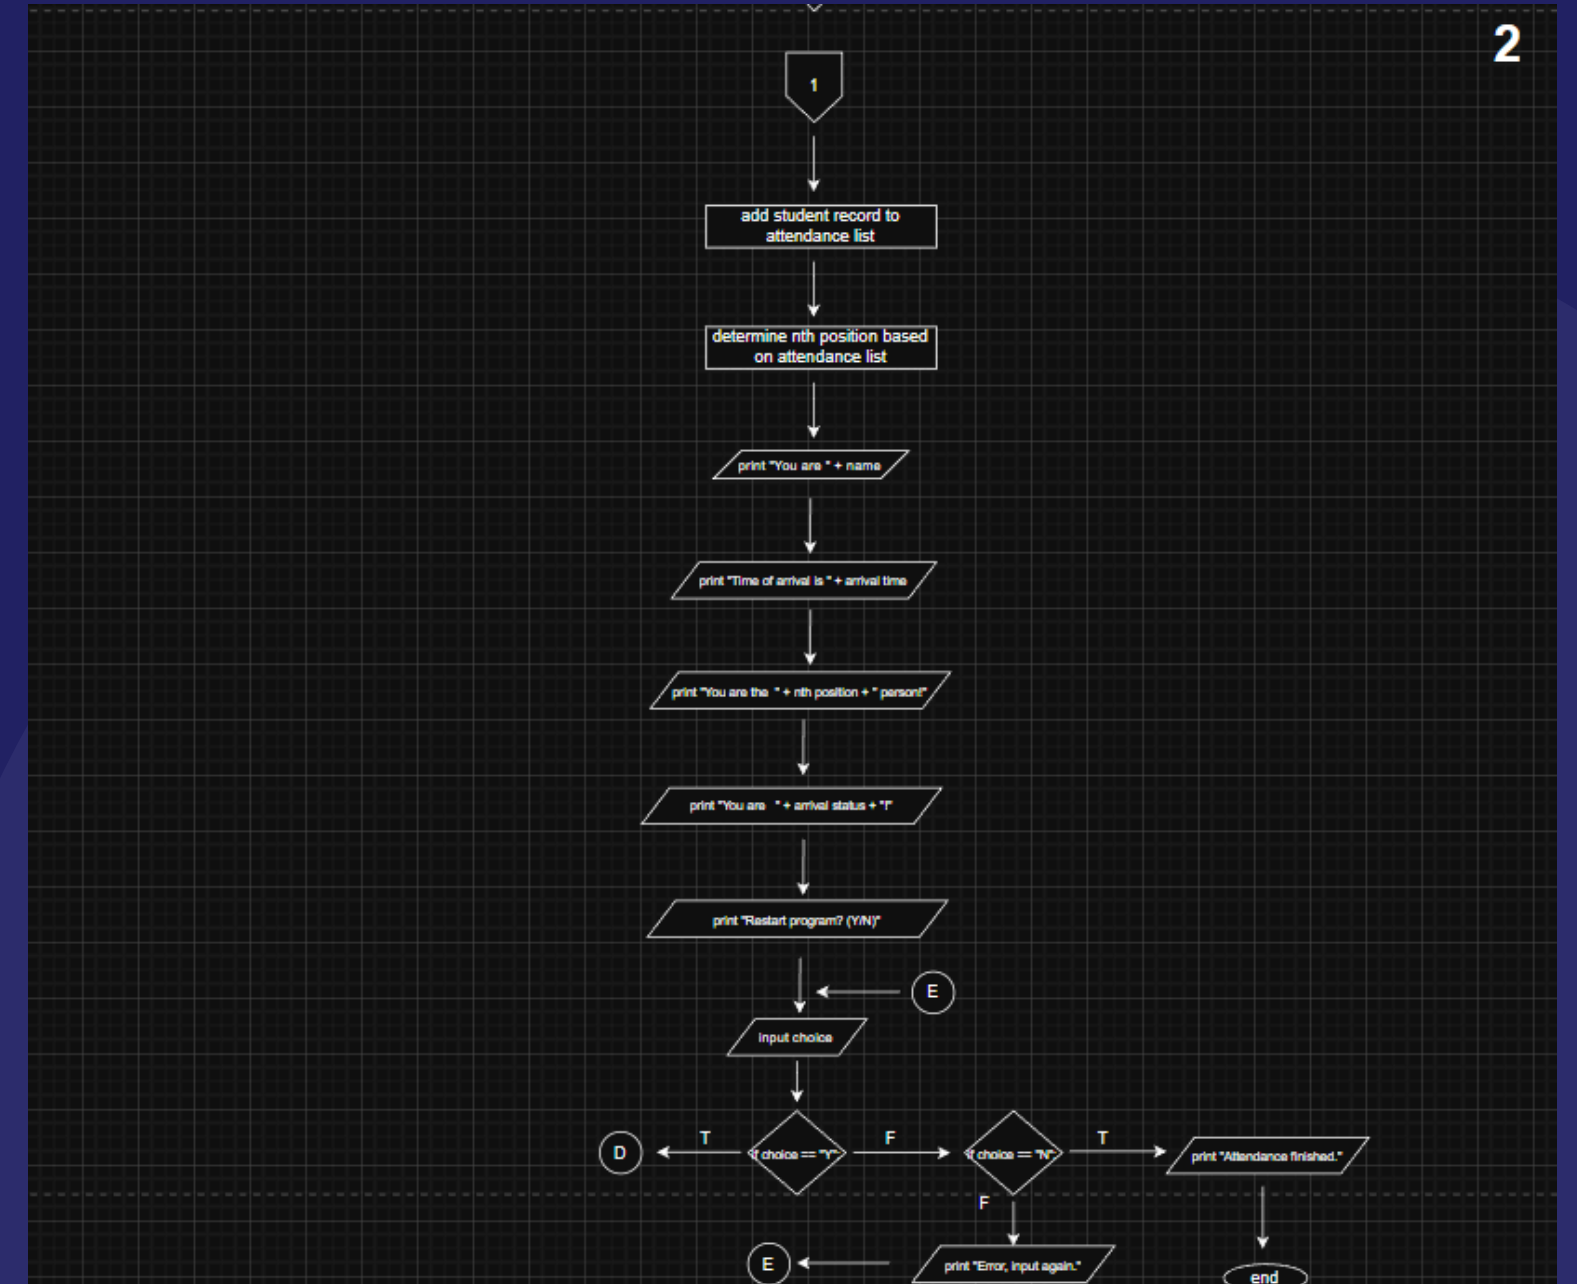 2
1
add student record to
attendance list
determine nth position based
on attendance list
print "You are " + name
print "Time of arrival is " + arrival time
print "You are the " + nth position + " person!"
print "You are  " + arrival status + "!"
print "Restart program? (Y/N)"
E
input choice
D
T
if choice == "Y"
F
if choice == "N"
T
print "Attendance finished."
F
E
print "Error, input again."
end